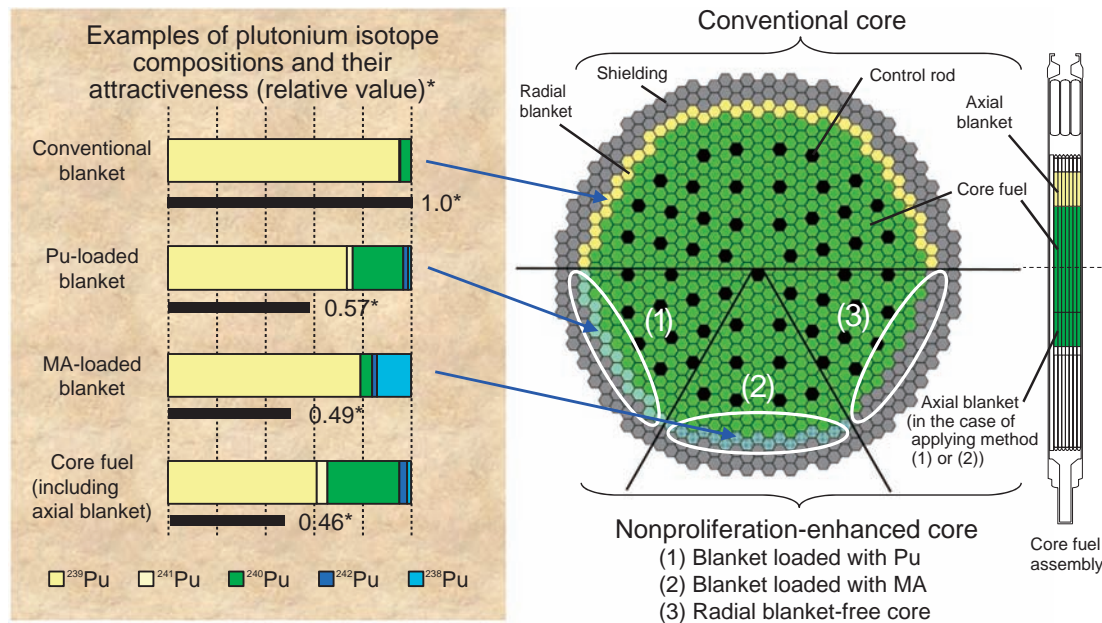 Examples of plutonium isotope
compositions and their
attractiveness (relative value)*
Conventional
blanket
1.0*
Pu-loaded
blanket
0.57*
MA-loaded
blanket
0.49*
Core fuel
(including
axial blanket)
0.46*
²³⁹Pu ²⁴¹Pu ²⁴⁰Pu ²⁴²Pu ²³⁸Pu
Conventional core
Shielding
Radial
blanket
Control rod
Core fuel
Axial
blanket
(1)
(2)
(3)
Axial blanket
(in the case of
applying method
(1) or (2))
Core fuel
assembly
Nonproliferation-enhanced core
(1) Blanket loaded with Pu
(2) Blanket loaded with MA
(3) Radial blanket-free core